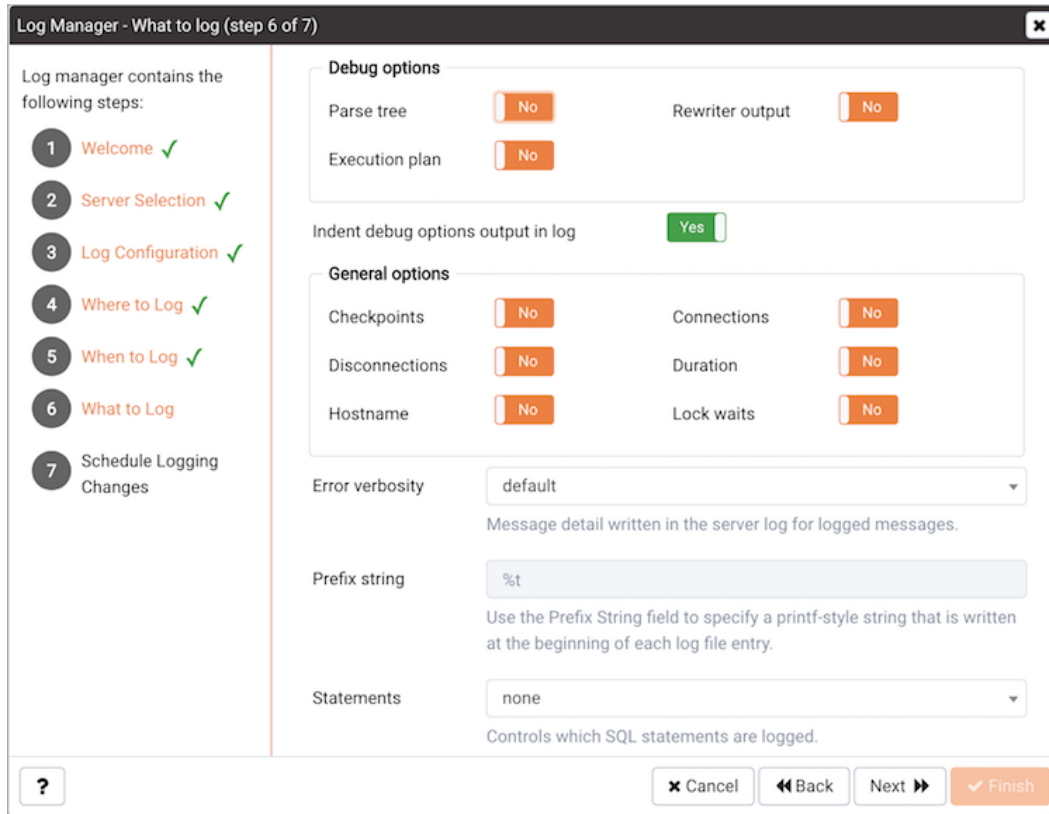 Log Manager - What to log (step 6 of 7)
Log manager contains the
following steps:
1 Welcome
2 Server Selection
3 Log Configuration
4 Where to Log
5 When to Log
6 What to Log
7 Schedule Logging
Changes
Debug options
Parse tree No Rewriter output No
Execution plan No
Indent debug options output in log Yes
General options
Checkpoints No Connections No
Disconnections No Duration No
Hostname No Lock waits No
Error verbosity default
Message detail written in the server log for logged messages.
Prefix string %t
Use the Prefix String field to specify a printf-style string that is written
at the beginning of each log file entry.
Statements none
Controls which SQL statements are logged.
? Cancel Back Next Finish